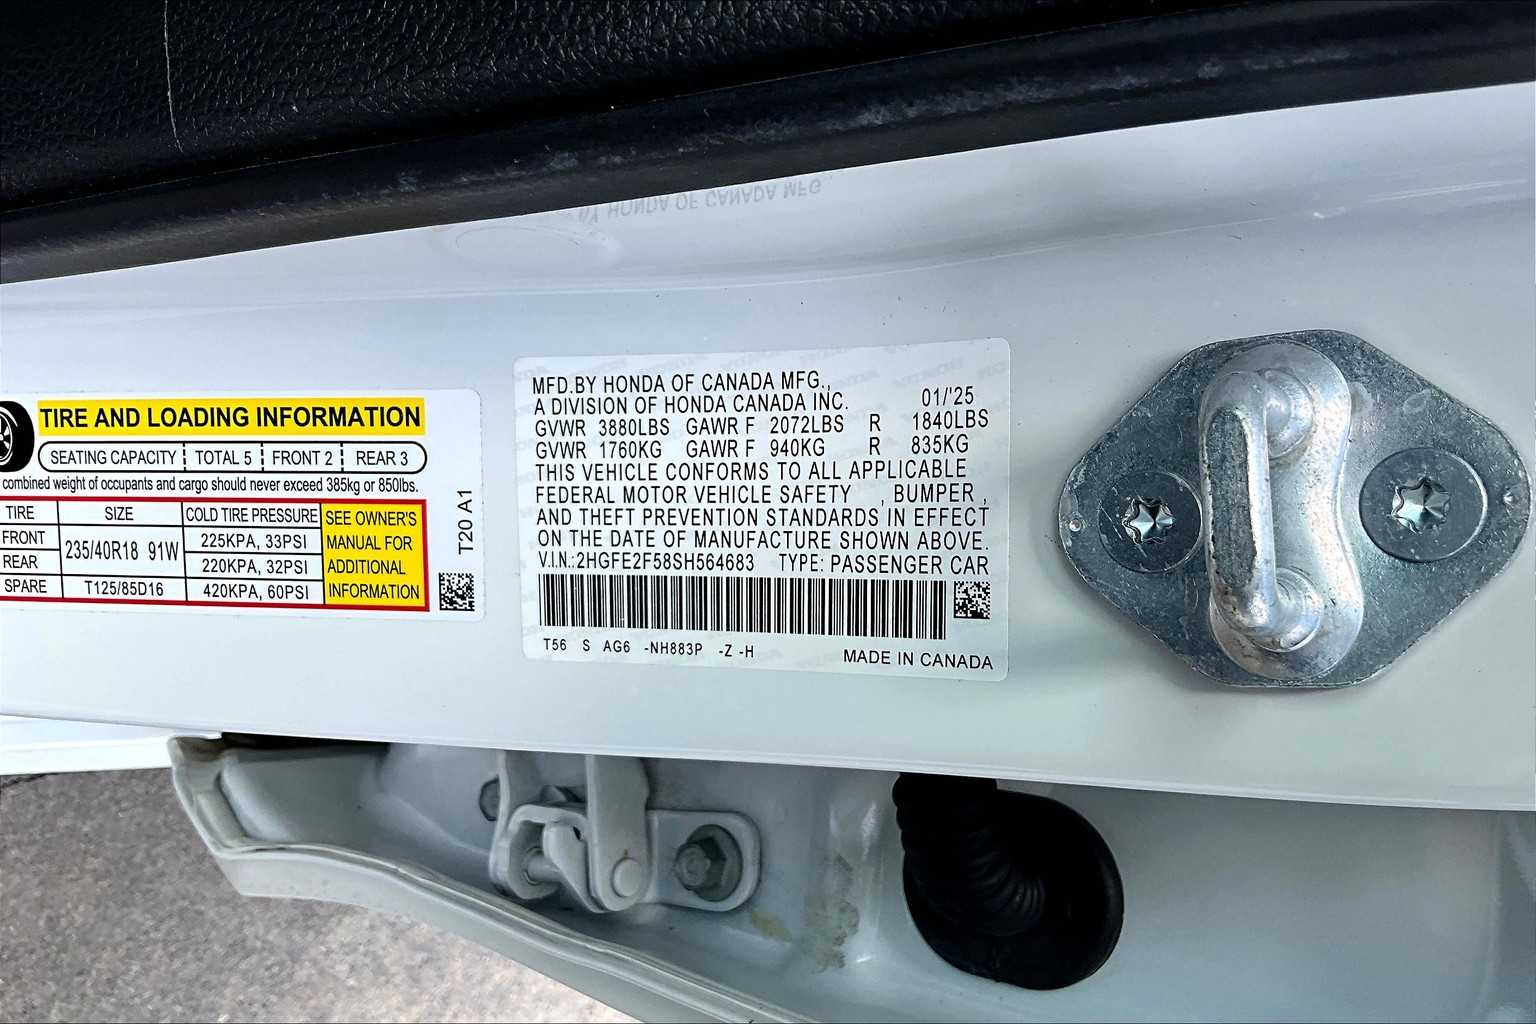 TIRE AND LOADING INFORMATION
SEATING CAPACITY TOTAL 5 FRONT 2 REAR 3
combined weight of occupants and cargo should never exceed 385kg or 850lbs.
TIRE SIZE COLD TIRE PRESSURE
FRONT 235/40R18 91W 225KPA, 33PSI
REAR 220KPA, 32PSI
SPARE T125/85D16 420KPA, 60PSI
SEE OWNER'S
MANUAL FOR
ADDITIONAL
INFORMATION
T20 A1
MFD.BY HONDA OF CANADA MFG.,
A DIVISION OF HONDA CANADA INC. 01/'25
GVWR 3880LBS GAWR F 2072LBS R 1840LBS
GVWR 1760KG GAWR F 940KG R 835KG
THIS VEHICLE CONFORMS TO ALL APPLICABLE
FEDERAL MOTOR VEHICLE SAFETY , BUMPER ,
AND THEFT PREVENTION STANDARDS IN EFFECT
ON THE DATE OF MANUFACTURE SHOWN ABOVE.
V.I.N.:2HGFE2F58SH564683 TYPE: PASSENGER CAR
T56 S AG6 -NH883P -Z -H
MADE IN CANADA